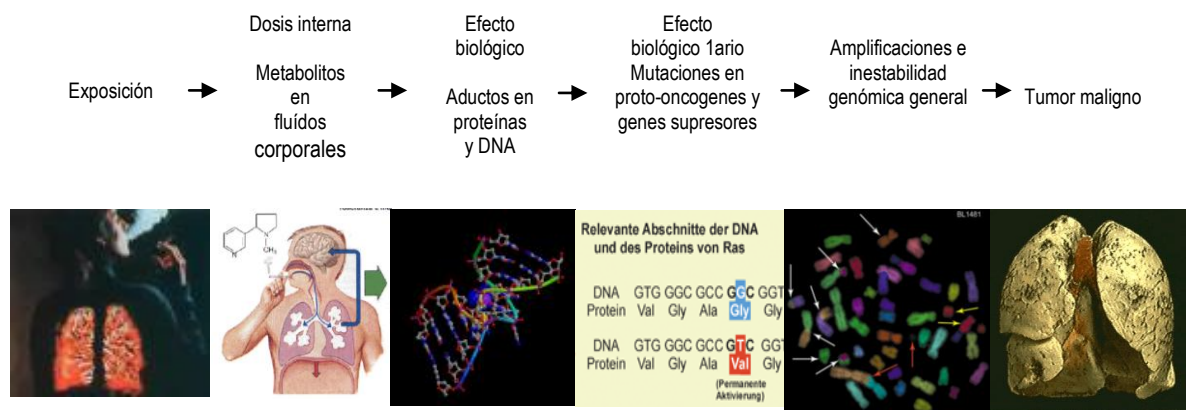 Exposición
Dosis interna
Metabolitos
en
fluídos
corporales
Efecto
biológico
Aductos en
proteínas
y DNA
Efecto
biológico 1ario
Mutaciones en
proto-oncogenes y
genes supresores
Amplificaciones e
inestabilidad
genómica general
Tumor maligno
N
N
CH3
Relevante Abschnitte der DNA
und des Proteins von Ras
DNA GTG GGC GCC GGC GGT
Protein Val Gly Ala Gly Gly
DNA GTG GGC GCC GTC GGT
Protein Val Gly Ala Val Gly
(Permanente
Aktivierung)
BL1481